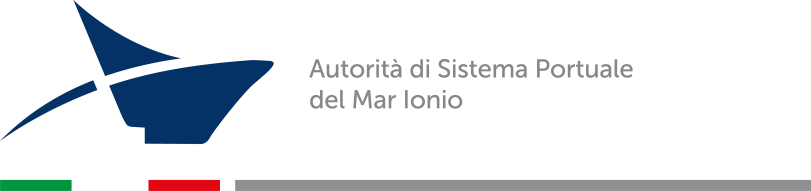 Autorità di Sistema Portuale
del Mar Ionio